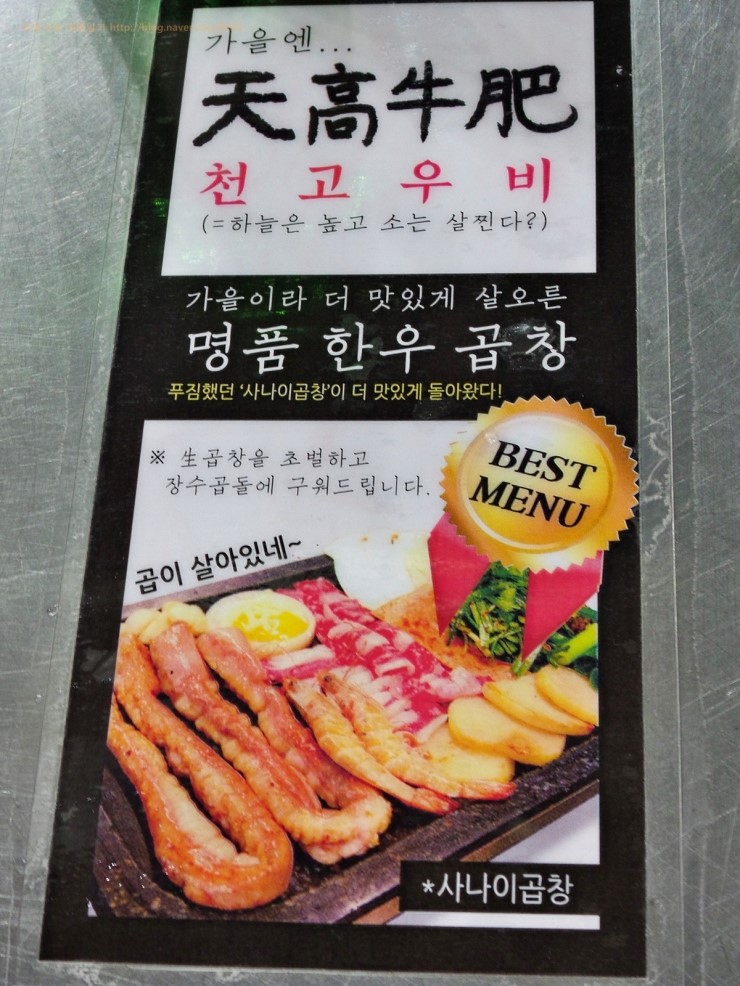 가을엔...
天高牛肥
천고우비
(=하늘은 높고 소는 살찐다?)
가을이라 더 맛있게 살오른
명품 한우 곱창
푸짐했던 '사나이곱창'이 더 맛있게 돌아왔다!
BEST
MENU
※ 生곱창을 초벌하고
장수곱돌에 구워드립니다.
곱이 살아있네~
*사나이곱창